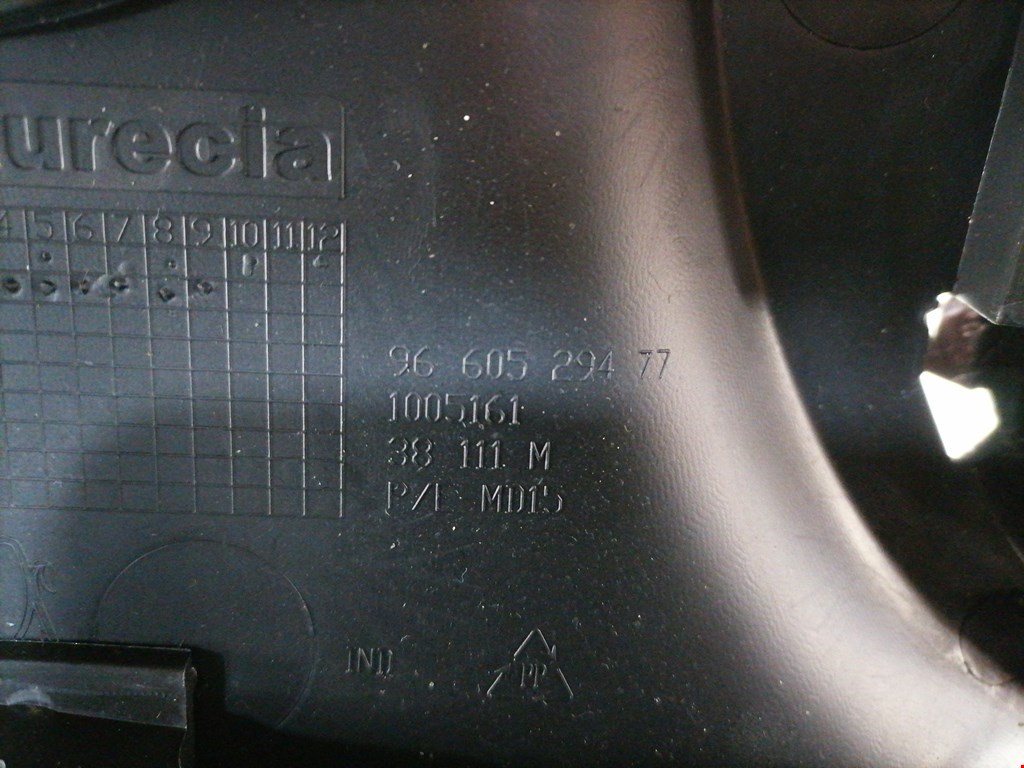 urecia
4 5 6 7 8 9 10 11 12
96 605 294 77
1005161
38 111 M
P/E MD15
IND
PP